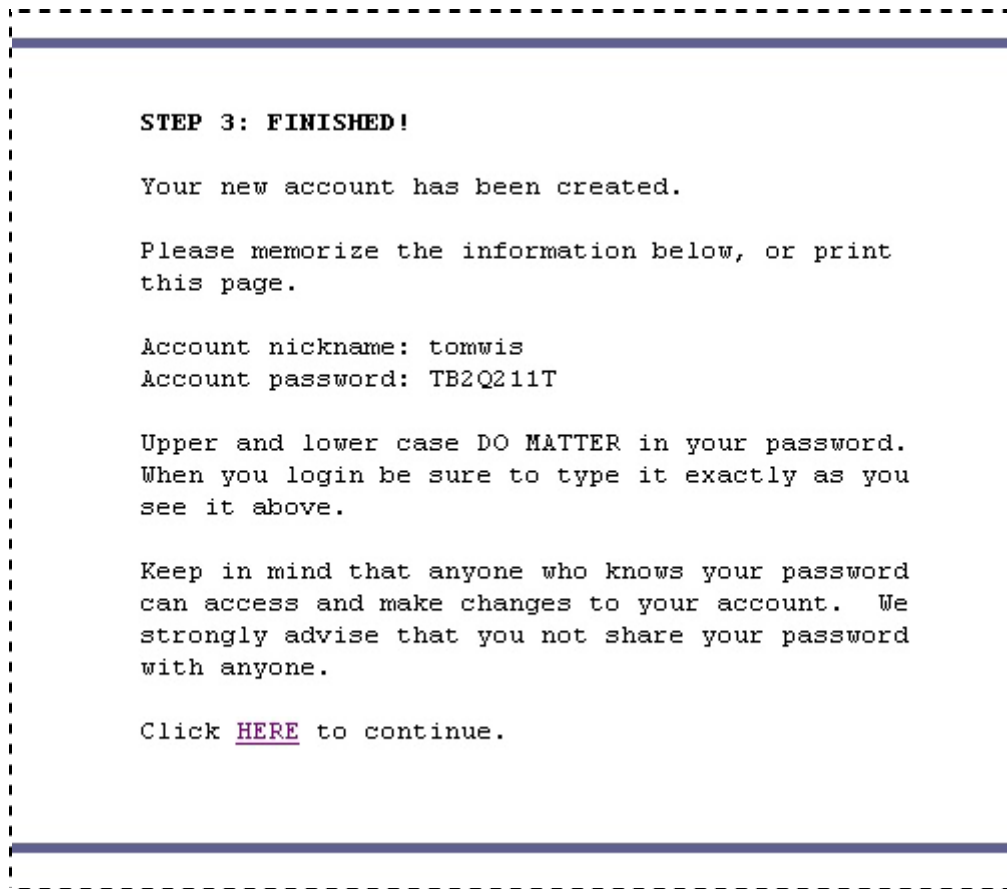 STEP 3: FINISHED!
Your new account has been created.
Please memorize the information below, or print
this page.
Account nickname: tomwis
Account password: TB2Q211T
Upper and lower case DO MATTER in your password.
When you login be sure to type it exactly as you
see it above.
Keep in mind that anyone who knows your password
can access and make changes to your account.  We
strongly advise that you not share your password
with anyone.
Click HERE to continue.